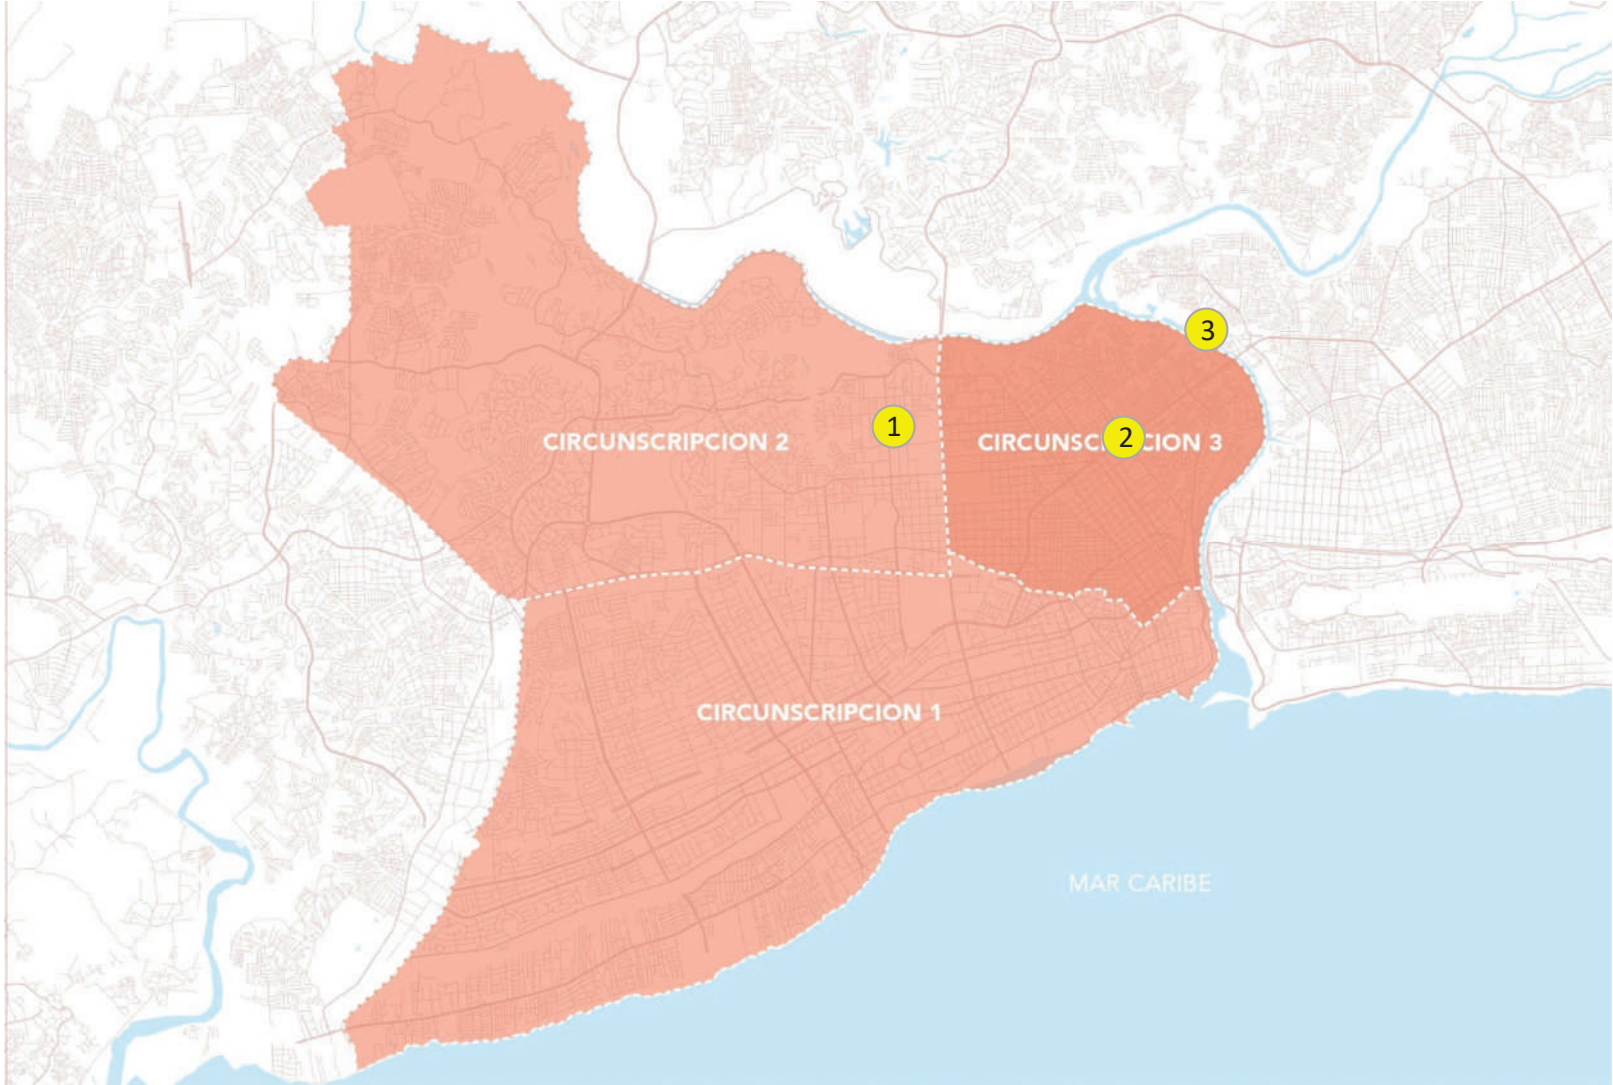 3
1
CIRCUNSCRIPCION 2
2
CIRCUNSC CION 3
CIRCUNSCRIPCION 1
MAR CARIBE